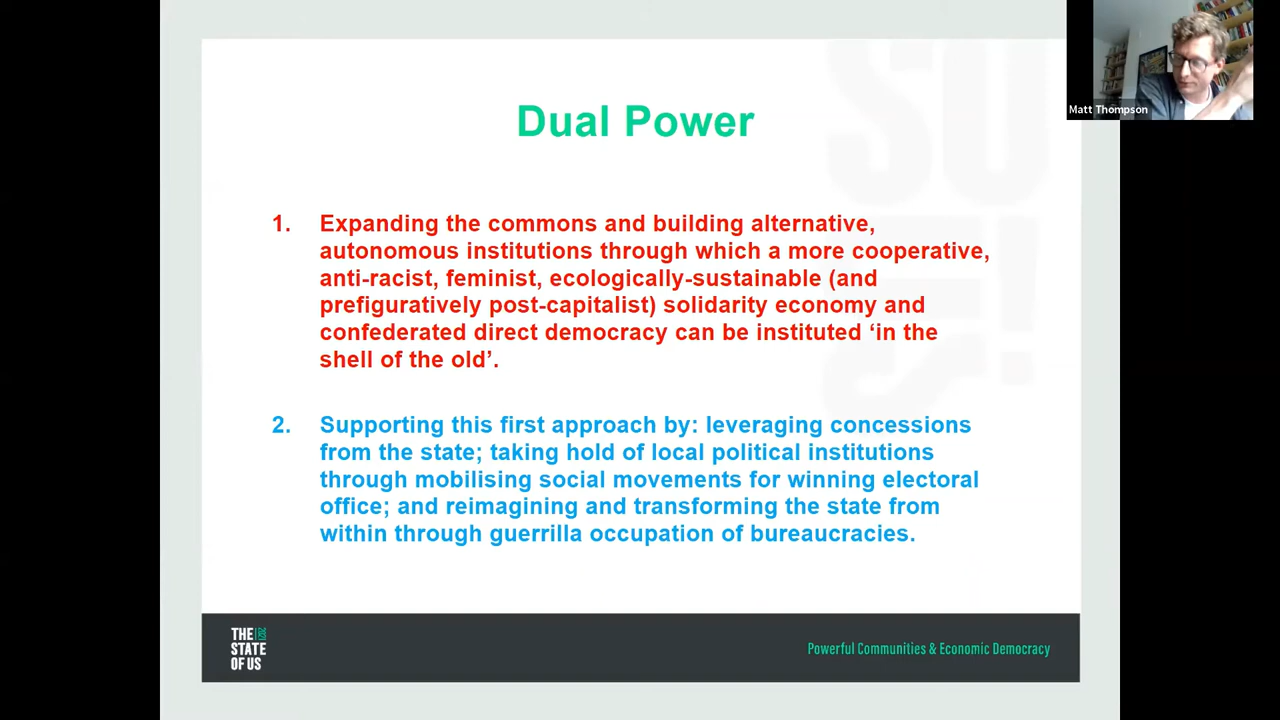 Matt Thompson
Dual Power
1. Expanding the commons and building alternative,
autonomous institutions through which a more cooperative,
anti-racist, feminist, ecologically-sustainable (and
prefiguratively post-capitalist) solidarity economy and
confederated direct democracy can be instituted ‘in the
shell of the old’.
2. Supporting this first approach by: leveraging concessions
from the state; taking hold of local political institutions
through mobilising social movements for winning electoral
office; and reimagining and transforming the state from
within through guerrilla occupation of bureaucracies.
THE
STATE
OF US
Powerful Communities & Economic Democracy